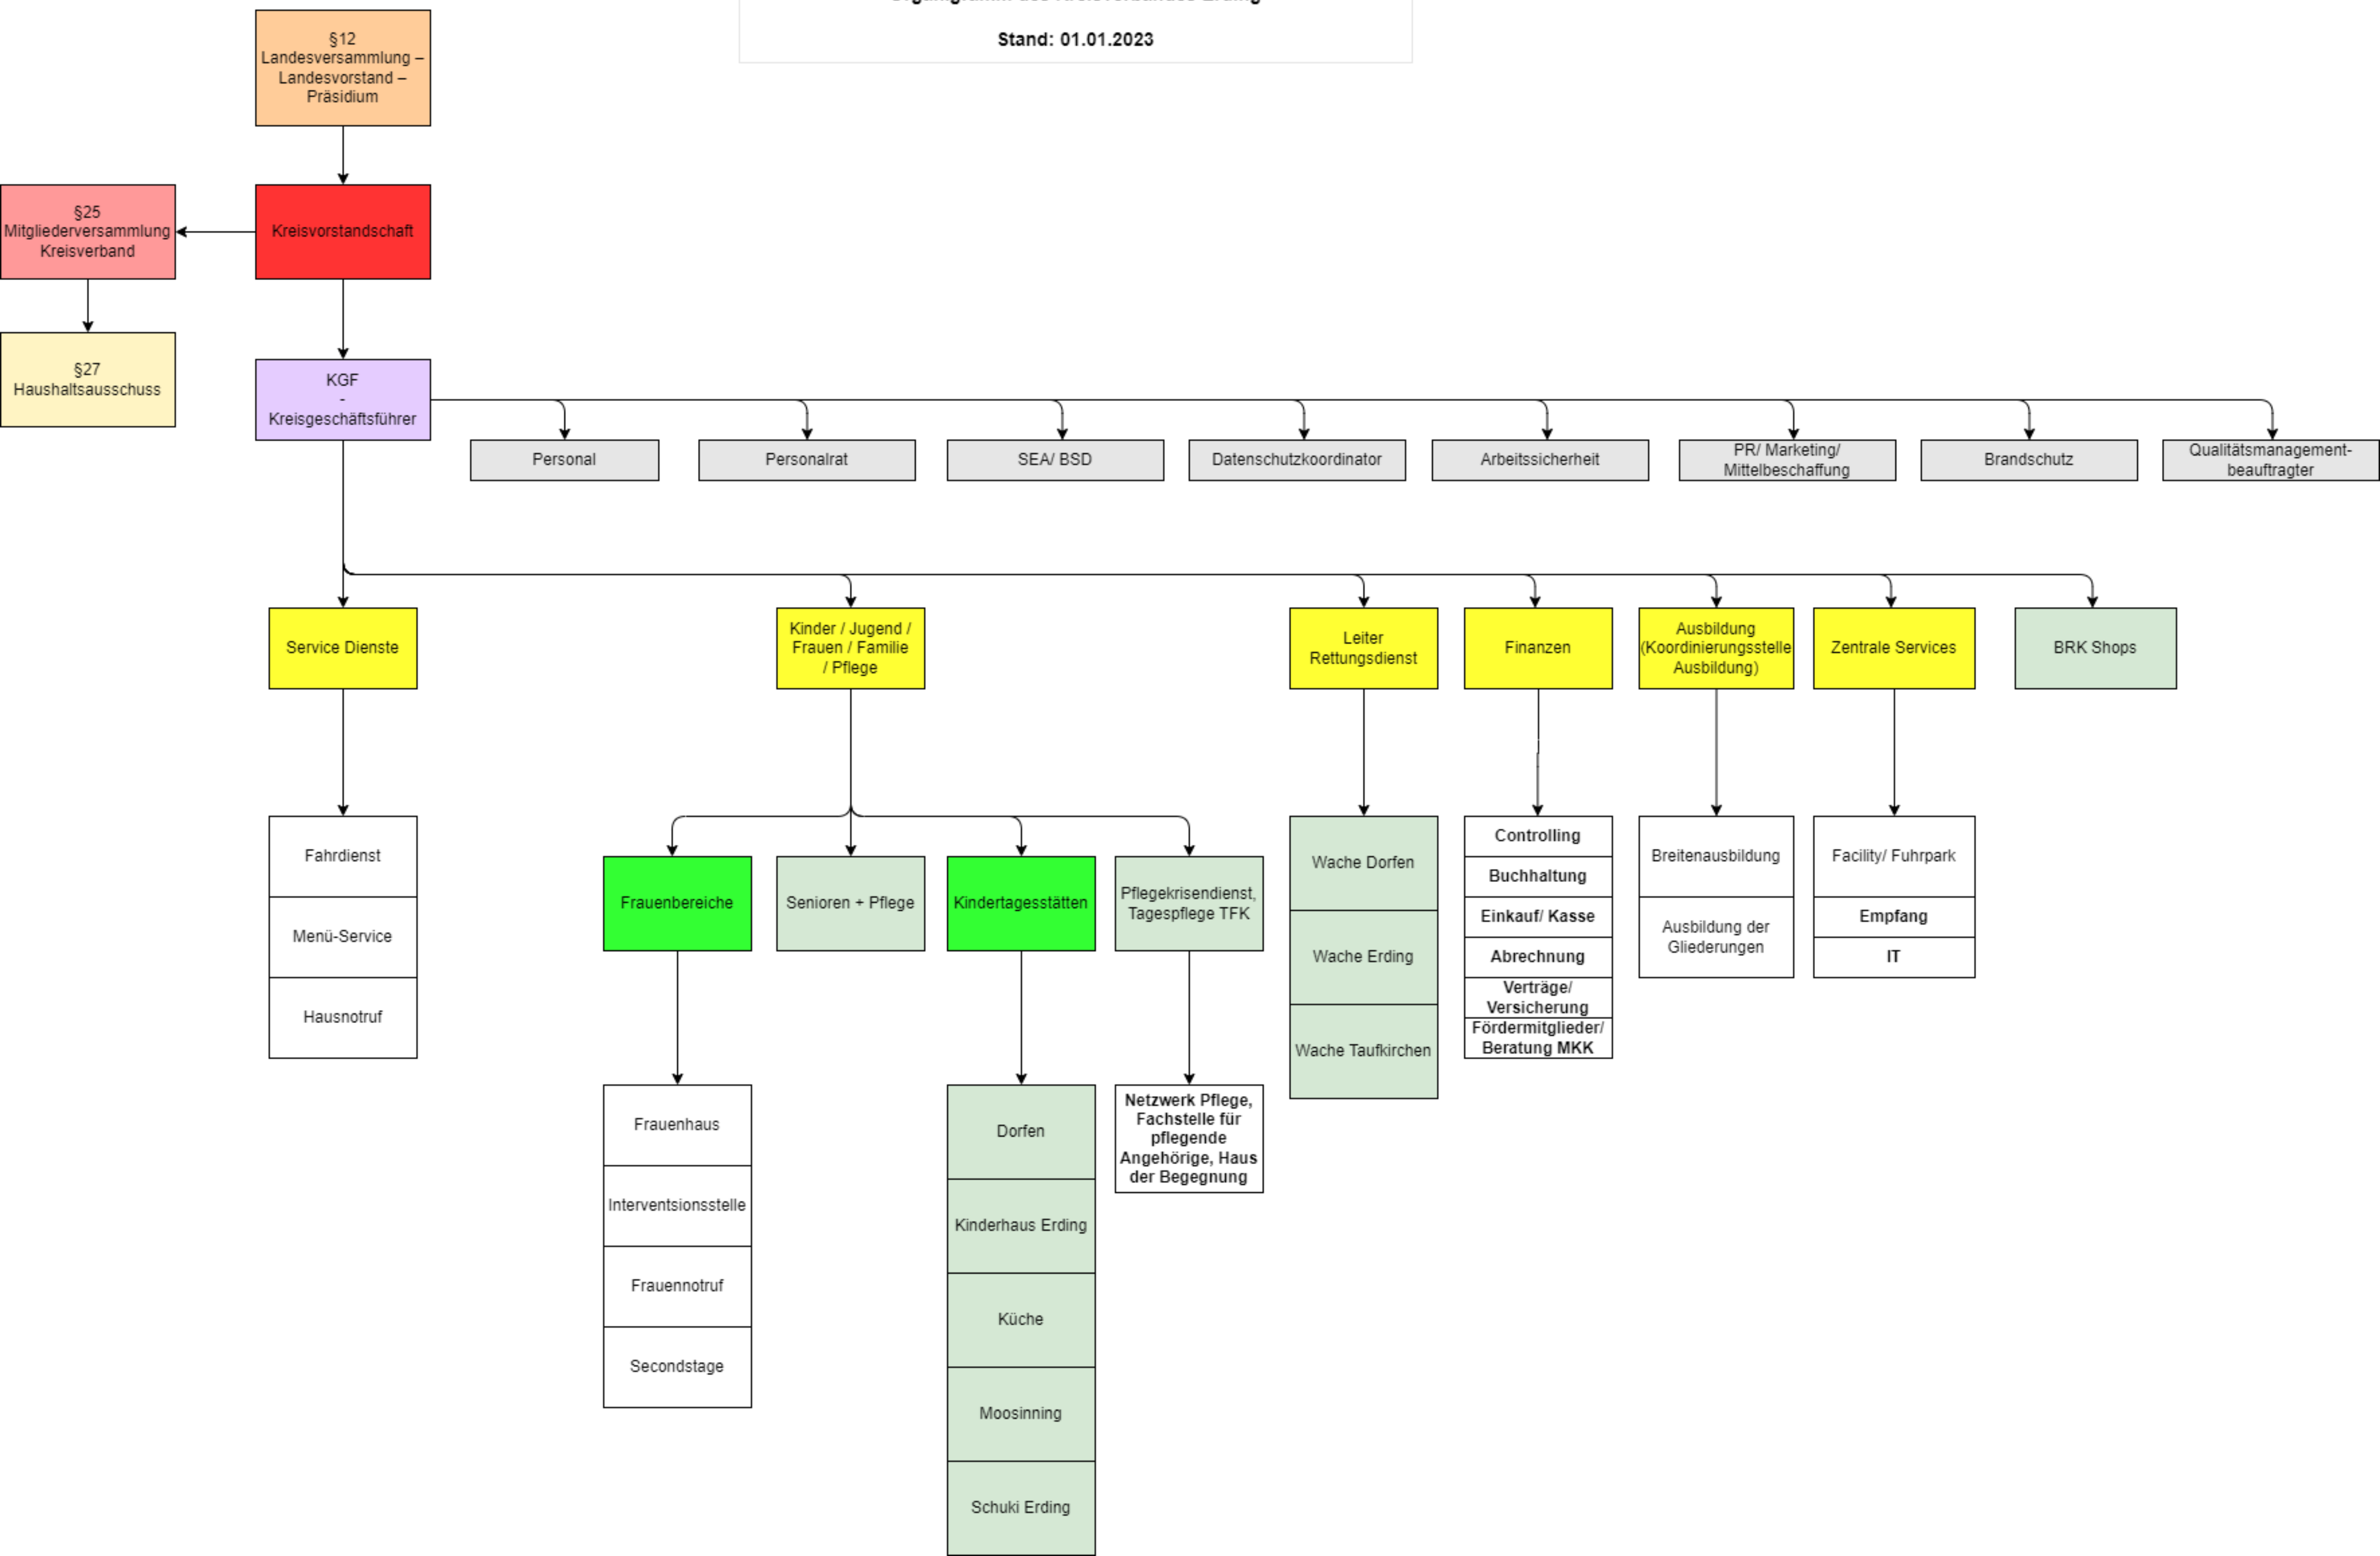 Organigramm des Kreisverbandes Erding
Stand: 01.01.2023
§12
Landesversammlung –
Landesvorstand –
Präsidium
§25
Mitgliederversammlung
Kreisverband
Kreisvorstandschaft
§27
Haushaltsausschuss
KGF
-
Kreisgeschäftsführer
Personal
Personalrat
SEA/ BSD
Datenschutzkoordinator
Arbeitssicherheit
PR/ Marketing/
Mittelbeschaffung
Brandschutz
Qualitätsmanagement-
beauftragter
Service Dienste
Kinder / Jugend /
Frauen / Familie
/ Pflege
Leiter
Rettungsdienst
Finanzen
Ausbildung
(Koordinierungsstelle
Ausbildung)
Zentrale Services
BRK Shops
Fahrdienst
Menü-Service
Hausnotruf
Frauenbereiche
Senioren + Pflege
Kindertagesstätten
Pflegekrisendienst,
Tagespflege TFK
Wache Dorfen
Wache Erding
Wache Taufkirchen
Controlling
Buchhaltung
Einkauf/ Kasse
Abrechnung
Verträge/
Versicherung
Fördermitglieder/
Beratung MKK
Breitenausbildung
Ausbildung der
Gliederungen
Facility/ Fuhrpark
Empfang
IT
Frauenhaus
Interventsionsstelle
Frauennotruf
Secondstage
Dorfen
Kinderhaus Erding
Küche
Moosinning
Schuki Erding
Netzwerk Pflege,
Fachstelle für
pflegende
Angehörige, Haus
der Begegnung